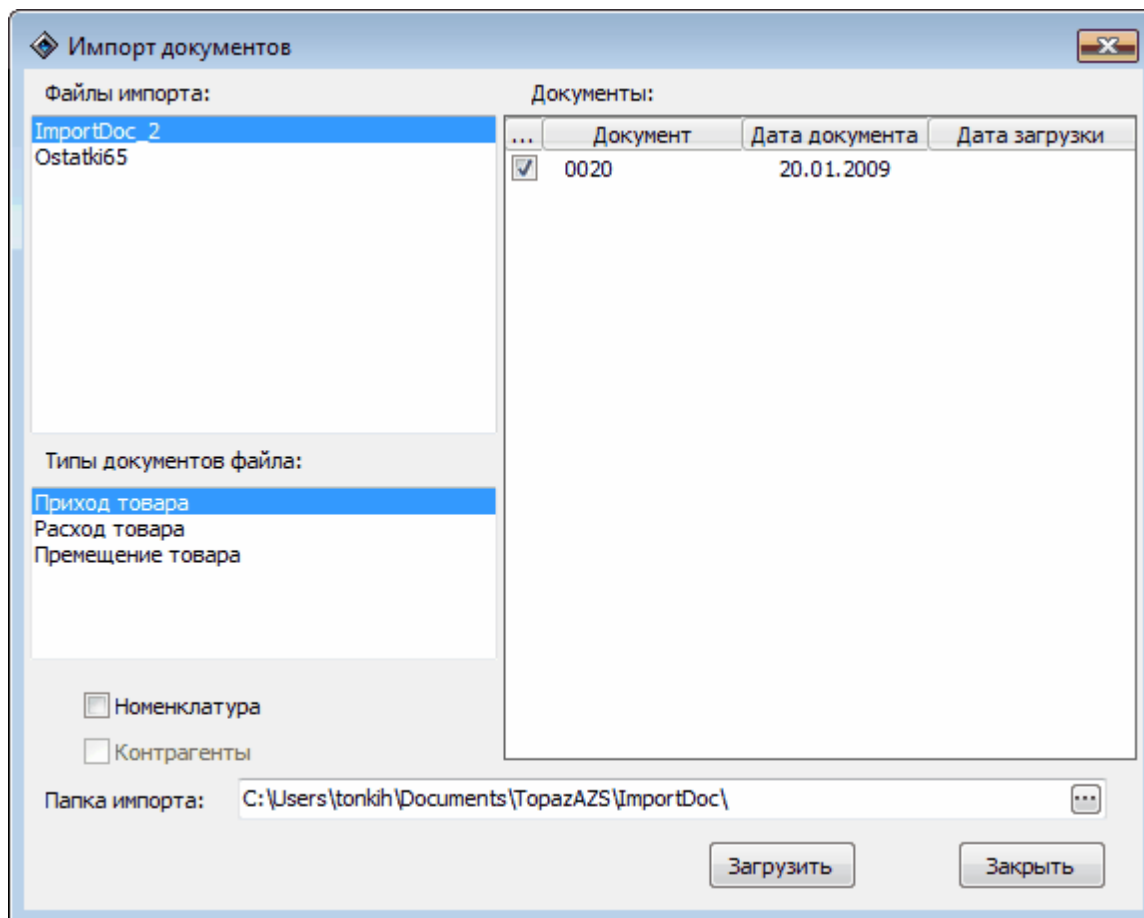 Импорт документов
Файлы импорта:
ImportDoc_2
Ostatki65
Типы документов файла:
Приход товара
Расход товара
Премещение товара
Номенклатура
Контрагенты
Документы:
... Документ Дата документа Дата загрузки
0020 20.01.2009
Папка импорта: C:\Users\tonkih\Documents\TopazAZS\ImportDoc\ ...
Загрузить Закрыть